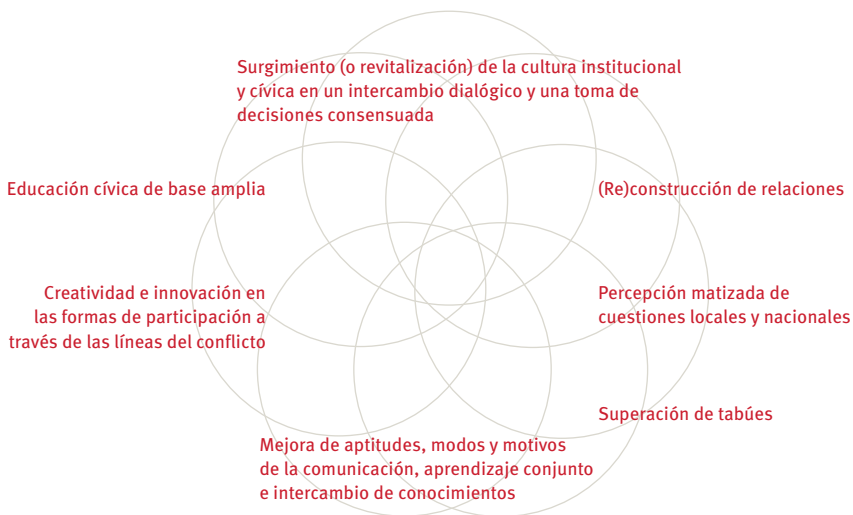 Surgimiento (o revitalización) de la cultura institucional
y cívica en un intercambio dialógico y una toma de
decisiones consensuada
Educación cívica de base amplia
(Re)construcción de relaciones
Creatividad e innovación en
las formas de participación a
través de las líneas del conflicto
Percepción matizada de
cuestiones locales y nacionales
Superación de tabúes
Mejora de aptitudes, modos y motivos
de la comunicación, aprendizaje conjunto
e intercambio de conocimientos